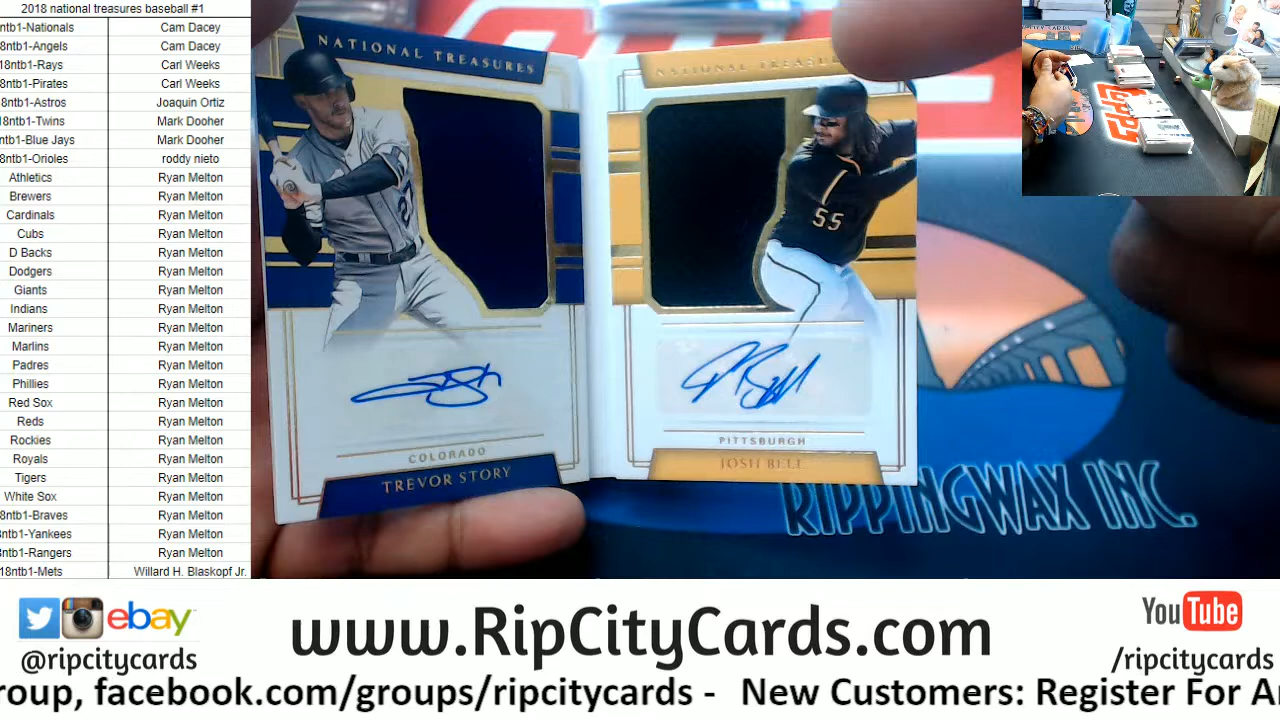 2018 national treasures baseball #1
ntb1-Nationals Cam Dacey
8ntb1-Angels Cam Dacey
18ntb1-Rays Carl Weeks
8ntb1-Pirates Carl Weeks
8ntb1-Astros Joaquin Ortiz
18ntb1-Twins Mark Dooher
ntb1-Blue Jays Mark Dooher
8ntb1-Orioles roddy nieto
Athletics Ryan Melton
Brewers Ryan Melton
Cardinals Ryan Melton
Cubs Ryan Melton
D Backs Ryan Melton
Dodgers Ryan Melton
Giants Ryan Melton
Indians Ryan Melton
Mariners Ryan Melton
Marlins Ryan Melton
Padres Ryan Melton
Phillies Ryan Melton
Red Sox Ryan Melton
Reds Ryan Melton
Rockies Ryan Melton
Royals Ryan Melton
Tigers Ryan Melton
White Sox Ryan Melton
8ntb1-Braves Ryan Melton
ntb1-Yankees Ryan Melton
8ntb1-Rangers Ryan Melton
18ntb1-Mets Willard H. Blaskopf Jr.
NATIONAL TREASURES
27
COLORADO
TREVOR STORY
NATIONAL TREASU
55
PITTSBURGH
JOSH BELL
RIPPINGWAX INC.
TOPPS
ebay
@ripcitycards
www.RipCityCards.com
YouTube
/ripcitycards
roup, facebook.com/groups/ripcitycards - New Customers: Register For A